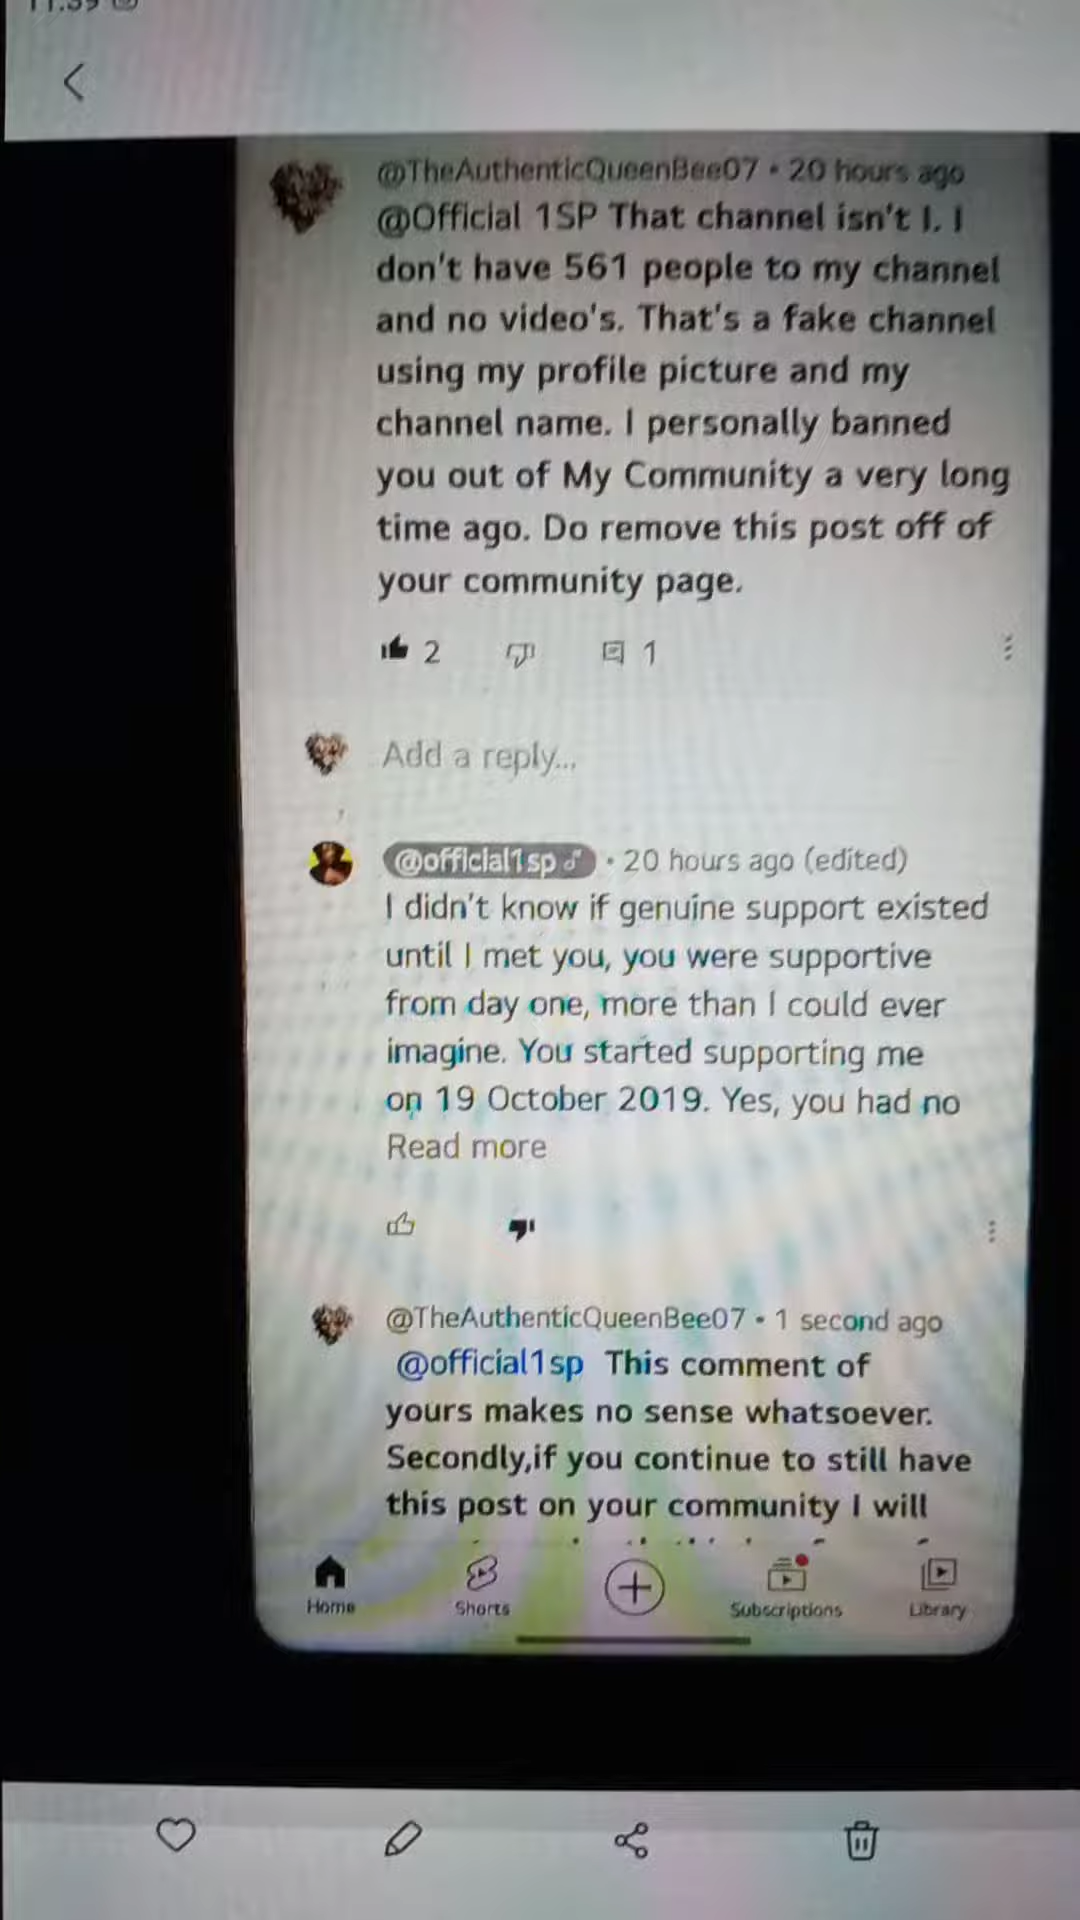 @TheAuthenticQueenBee07 • 20 hours ago
@Official 1SP That channel isn't I. I
don't have 561 people to my channel
and no video's. That's a fake channel
using my profile picture and my
channel name. I personally banned
you out of My Community a very long
time ago. Do remove this post off of
your community page.
2 1
Add a reply...
@official1sp • 20 hours ago (edited)
I didn't know if genuine support existed
until I met you, you were supportive
from day one, more than I could ever
imagine. You started supporting me
on 19 October 2019. Yes, you had no
Read more
@TheAuthenticQueenBee07 • 1 second ago
@official1sp This comment of
yours makes no sense whatsoever.
Secondly,if you continue to still have
this post on your community I will
Home Shorts Subscriptions Library